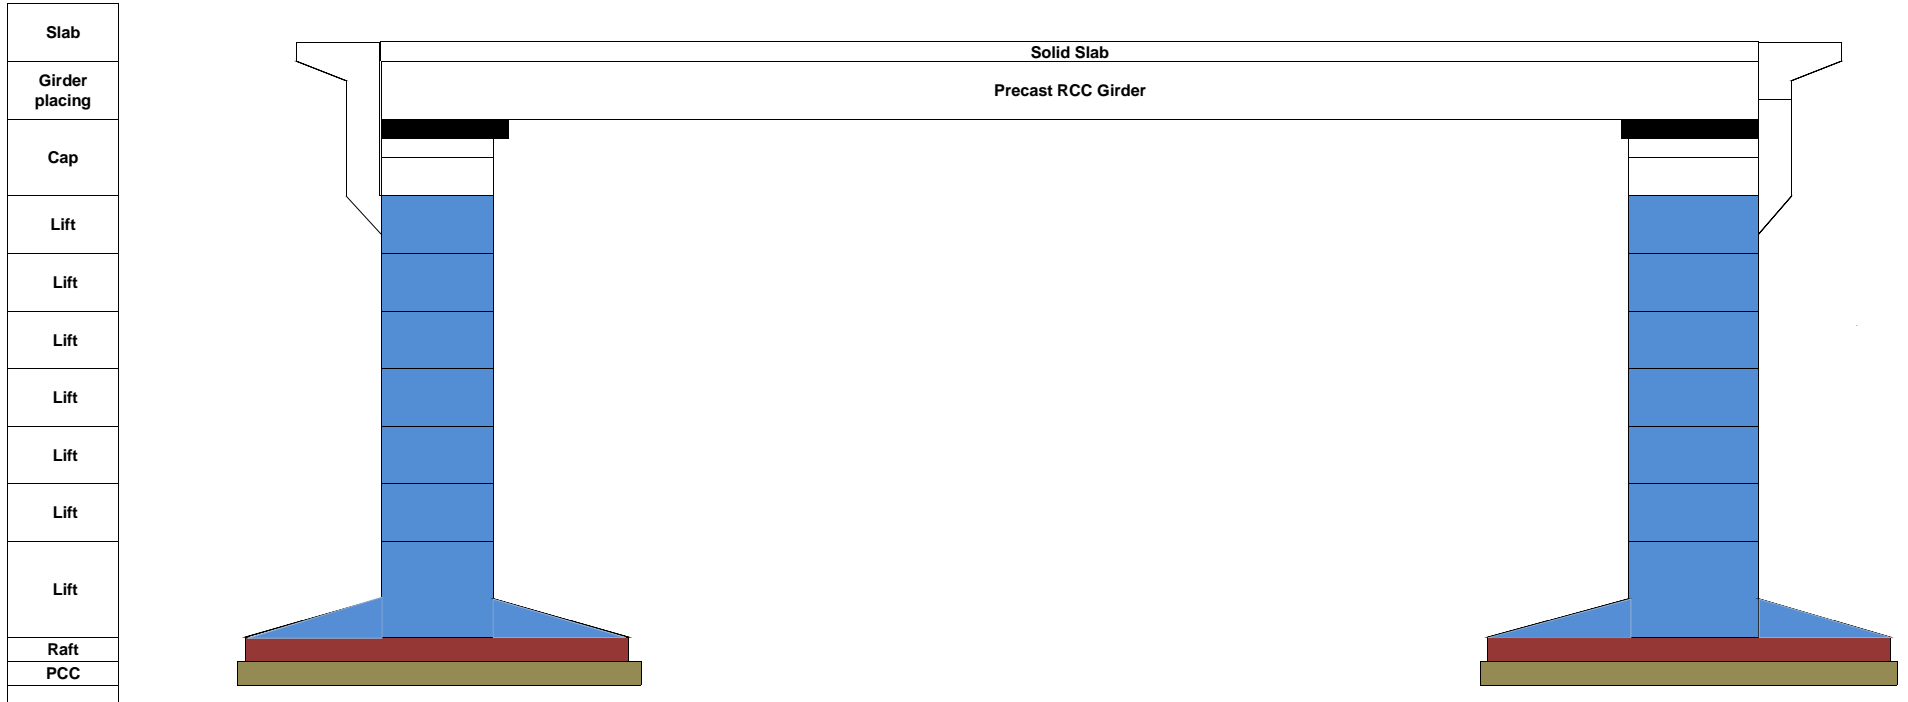 Slab
Solid Slab
Girder
placing
Precast RCC Girder
Cap
Lift
Lift
Lift
Lift
Lift
Lift
Lift
Raft
PCC